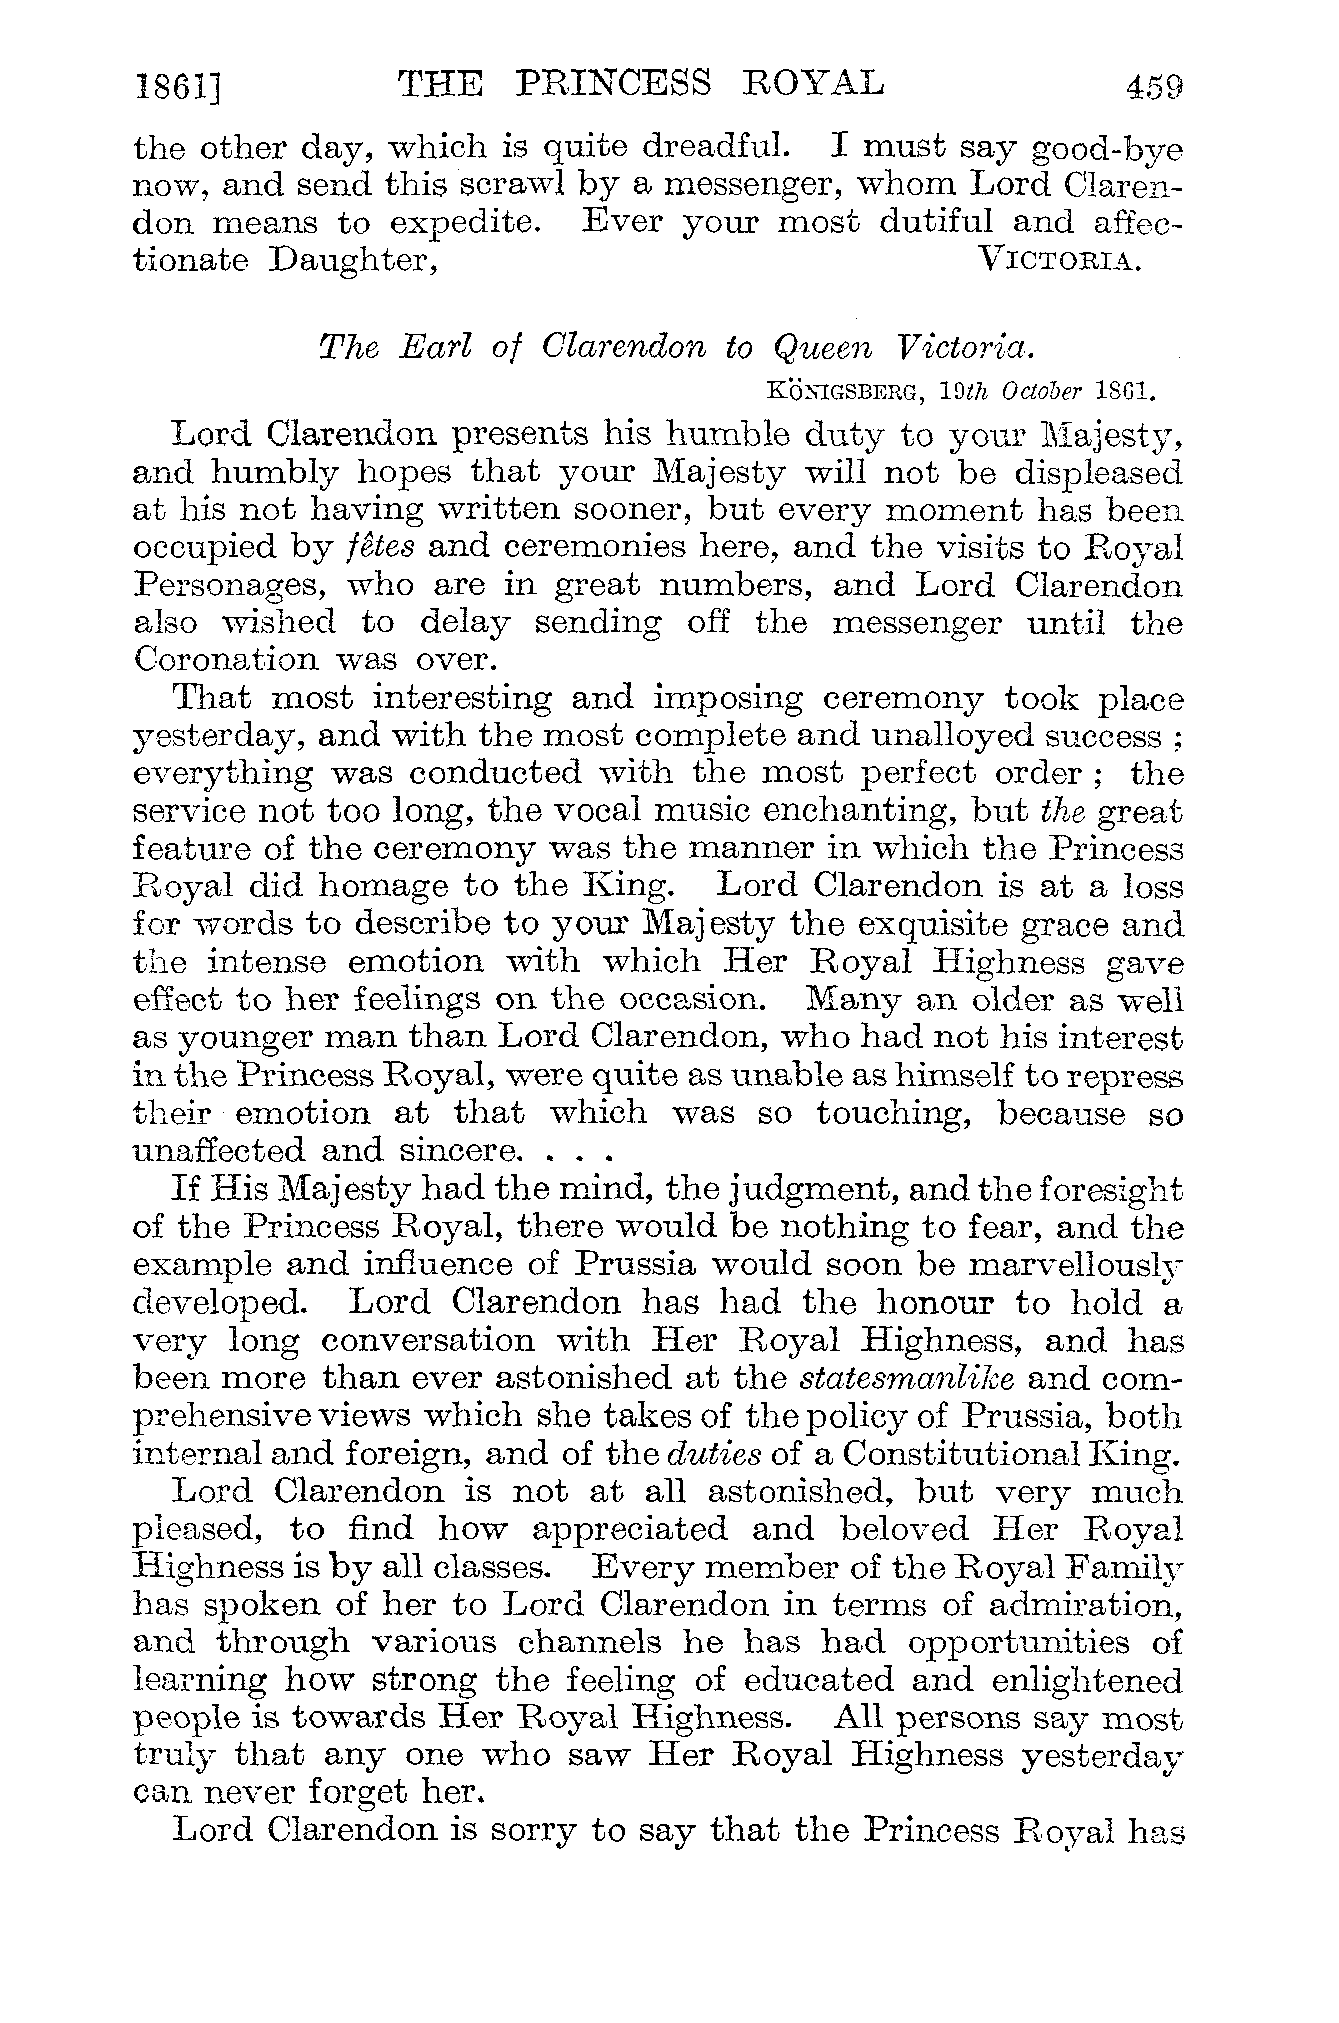 1861] THE PRINCESS ROYAL 459
the other day, which is quite dreadful. I must say good-bye
now, and send this scrawl by a messenger, whom Lord Claren-
don means to expedite. Ever your most dutiful and affec-
tionate Daughter, VICTORIA.
The Earl of Clarendon to Queen Victoria.
KÖNIGSBERG, 19th October 1861.
Lord Clarendon presents his humble duty to your Majesty,
and humbly hopes that your Majesty will not be displeased
at his not having written sooner, but every moment has been
occupied by fêtes and ceremonies here, and the visits to Royal
Personages, who are in great numbers, and Lord Clarendon
also wished to delay sending off the messenger until the
Coronation was over.
That most interesting and imposing ceremony took place
yesterday, and with the most complete and unalloyed success ;
everything was conducted with the most perfect order ; the
service not too long, the vocal music enchanting, but the great
feature of the ceremony was the manner in which the Princess
Royal did homage to the King. Lord Clarendon is at a loss
for words to describe to your Majesty the exquisite grace and
the intense emotion with which Her Royal Highness gave
effect to her feelings on the occasion. Many an older as well
as younger man than Lord Clarendon, who had not his interest
in the Princess Royal, were quite as unable as himself to repress
their emotion at that which was so touching, because so
unaffected and sincere. . . .
If His Majesty had the mind, the judgment, and the foresight
of the Princess Royal, there would be nothing to fear, and the
example and influence of Prussia would soon be marvellously
developed. Lord Clarendon has had the honour to hold a
very long conversation with Her Royal Highness, and has
been more than ever astonished at the statesmanlike and com-
prehensive views which she takes of the policy of Prussia, both
internal and foreign, and of the duties of a Constitutional King.
Lord Clarendon is not at all astonished, but very much
pleased, to find how appreciated and beloved Her Royal
Highness is by all classes. Every member of the Royal Family
has spoken of her to Lord Clarendon in terms of admiration,
and through various channels he has had opportunities of
learning how strong the feeling of educated and enlightened
people is towards Her Royal Highness. All persons say most
truly that any one who saw Her Royal Highness yesterday
can never forget her.
Lord Clarendon is sorry to say that the Princess Royal has